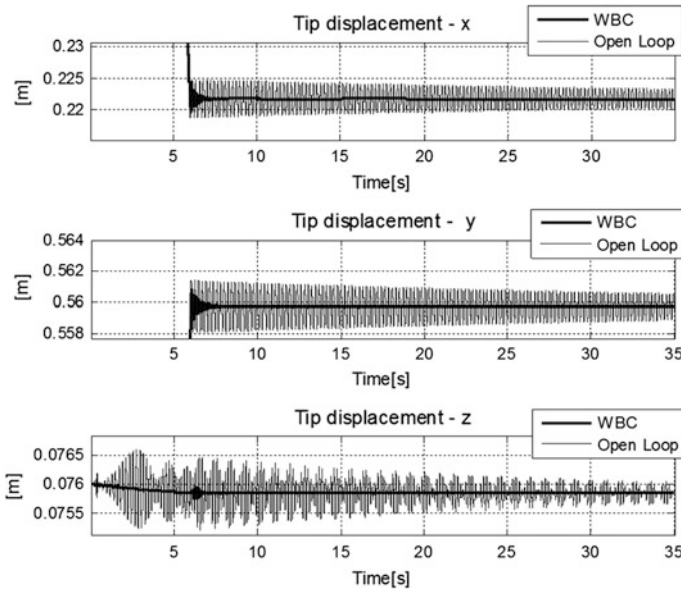 Tip displacement - x
WBC
Open Loop
[m]
0.23
0.225
0.22
5 10 15 20 25 30
Time[s]
Tip displacement - y
WBC
Open Loop
[m]
0.564
0.562
0.56
0.558
5 10 15 20 25 30 35
Time[s]
Tip displacement - z
WBC
Open Loop
[m]
0.0765
0.076
0.0755
5 10 15 20 25 30 35
Time[s]